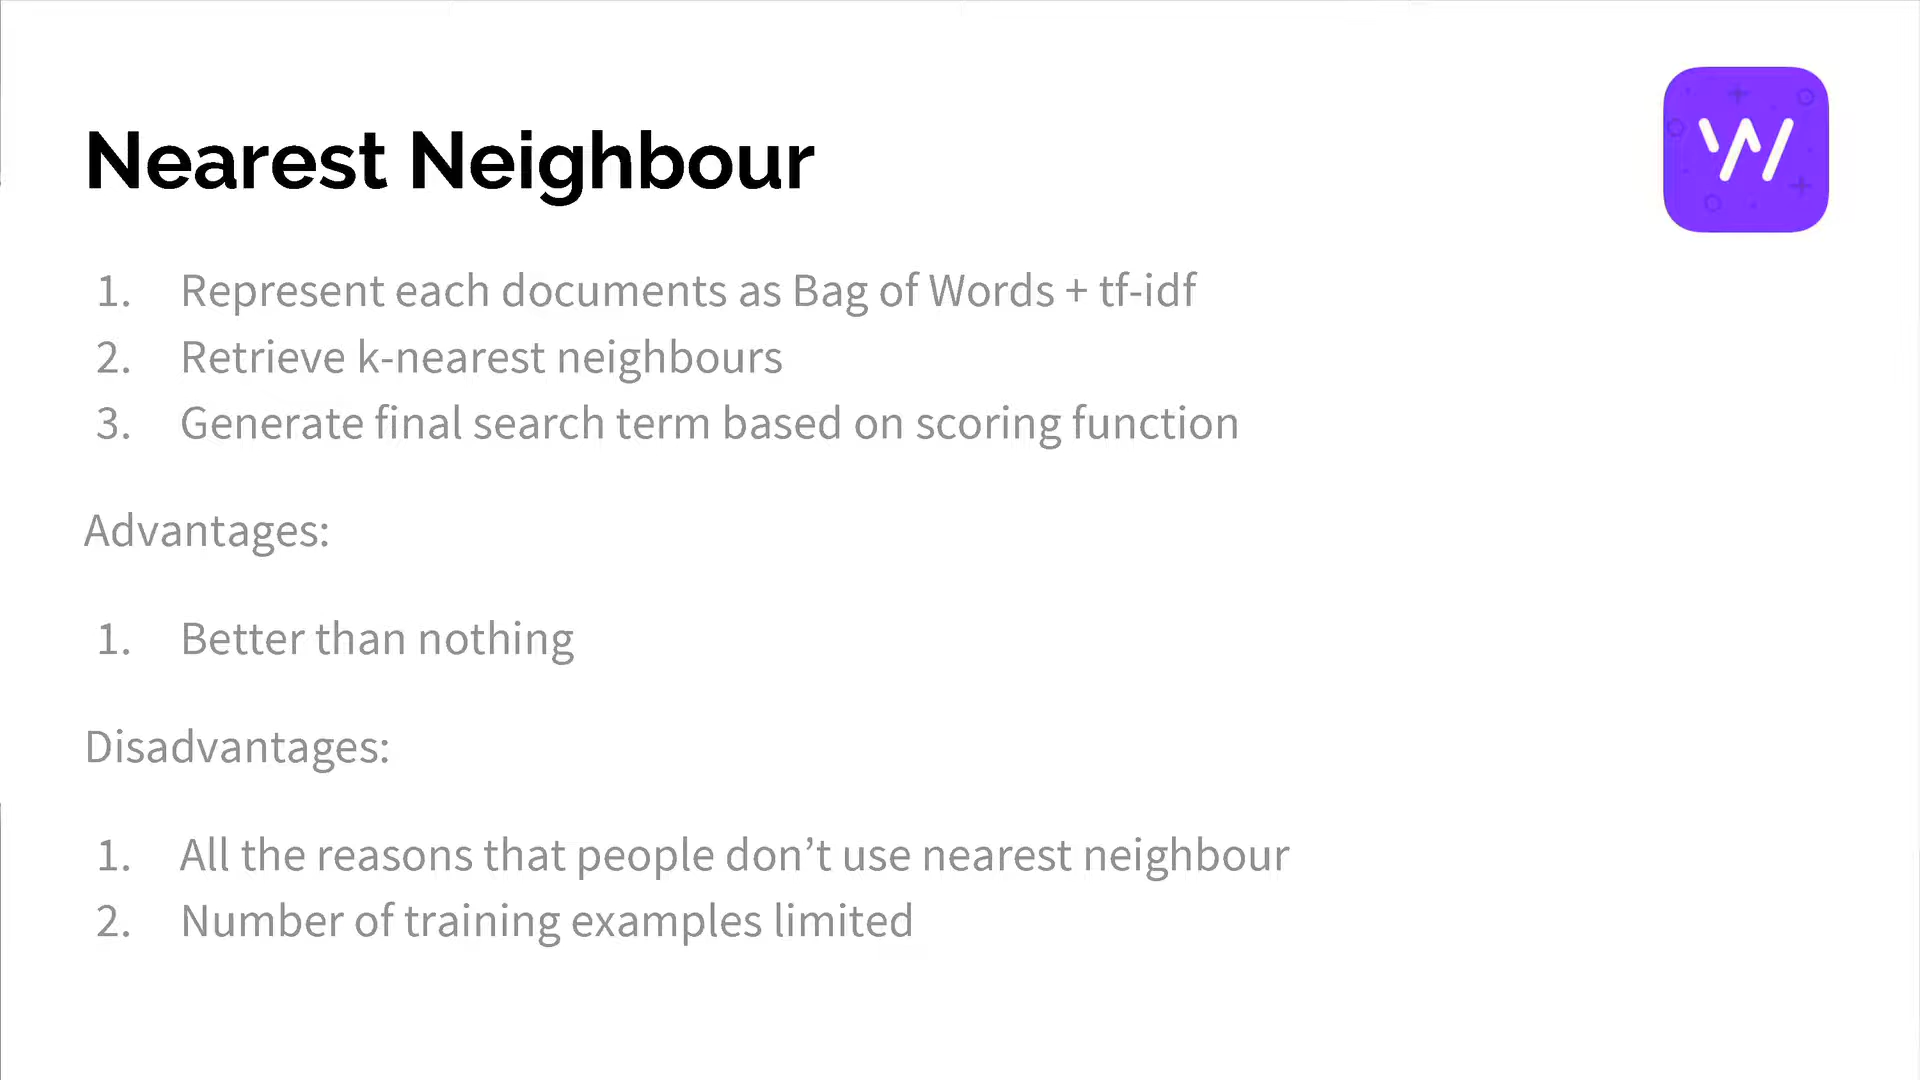 Nearest Neighbour
1. Represent each documents as Bag of Words + tf-idf
2. Retrieve k-nearest neighbours
3. Generate final search term based on scoring function
Advantages:
1. Better than nothing
Disadvantages:
1. All the reasons that people don’t use nearest neighbour
2. Number of training examples limited